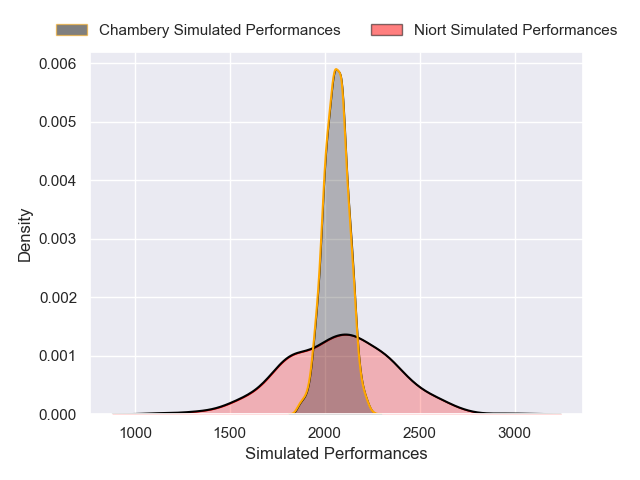 Chambery Simulated Performances Niort Simulated Performances
0.006
0.005
0.004
0.003
0.002
0.001
0.000
Density
1000 1500 2000 2500 3000
Simulated Performances